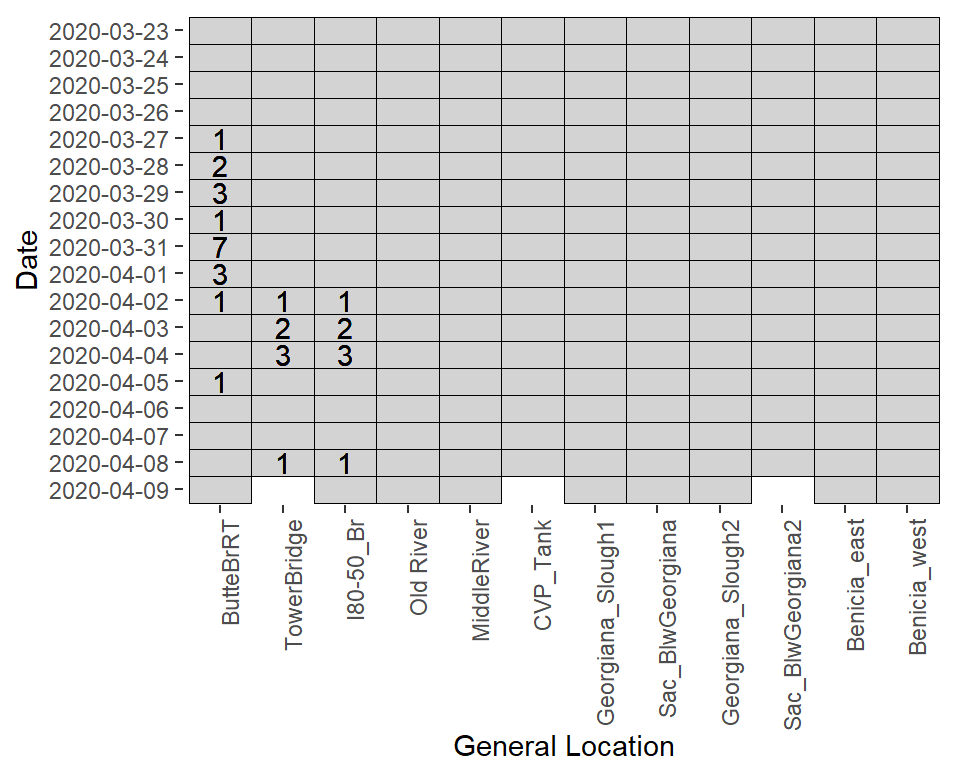 Date
2020-03-23
2020-03-24
2020-03-25
2020-03-26
2020-03-27 1
2020-03-28 2
2020-03-29 3
2020-03-30 1
2020-03-31 7
2020-04-01 3
2020-04-02 1 1 1
2020-04-03 2 2
2020-04-04 3 3
2020-04-05 1
2020-04-06
2020-04-07
2020-04-08 1 1
2020-04-09
ButteBrRT
TowerBridge
I80-50_Br
Old River
MiddleRiver
CVP_Tank
Georgiana_Slough1
Sac_BlwGeorgiana
Georgiana_Slough2
Sac_BlwGeorgiana2
Benicia_east
Benicia_west
General Location